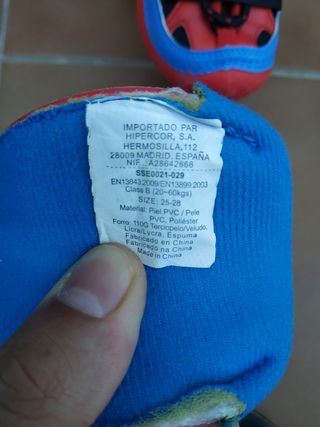 IMPORTADO PAR
HIPERCOR, S.A.
HERMOSILLA,112
28009 MADRID, ESPAÑA
NIF.: A28642866
SSE0021-029
EN13843:2009/EN13899:2003
Class B (20~60kgs)
SIZE: 25-28
Material: Piel PVC / Pele
PVC, Poliéster
Forro: 110G Terciopelo/Veludo,
Licra/Lycra, Espuma
Fabricado en China
Fabricado na China
Made in China